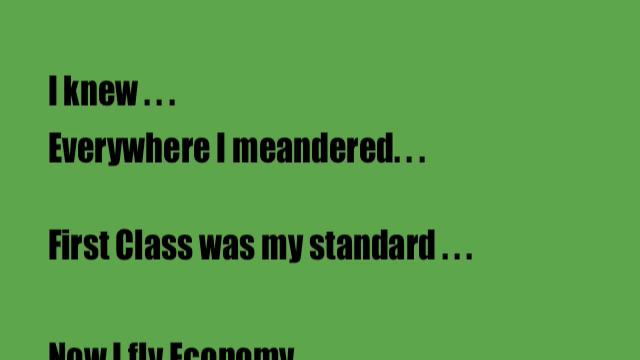 I knew . . .
Everywhere I meandered. . .
First Class was my standard . . .
Now I fly Economy